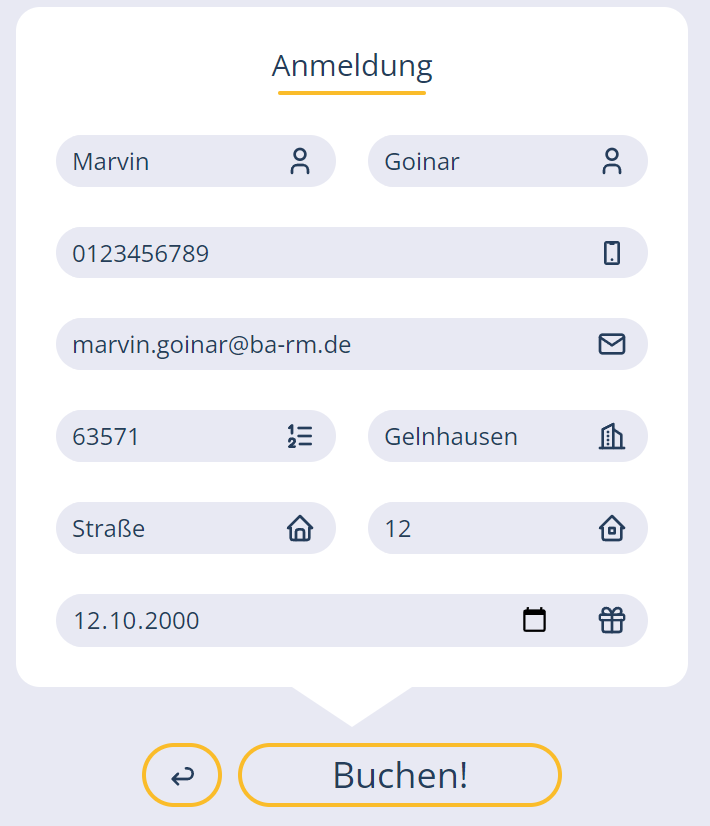 Anmeldung
Marvin Goinar
0123456789
marvin.goinar@ba-rm.de
63571 Gelnhausen
Straße 12
12.10.2000
Buchen!